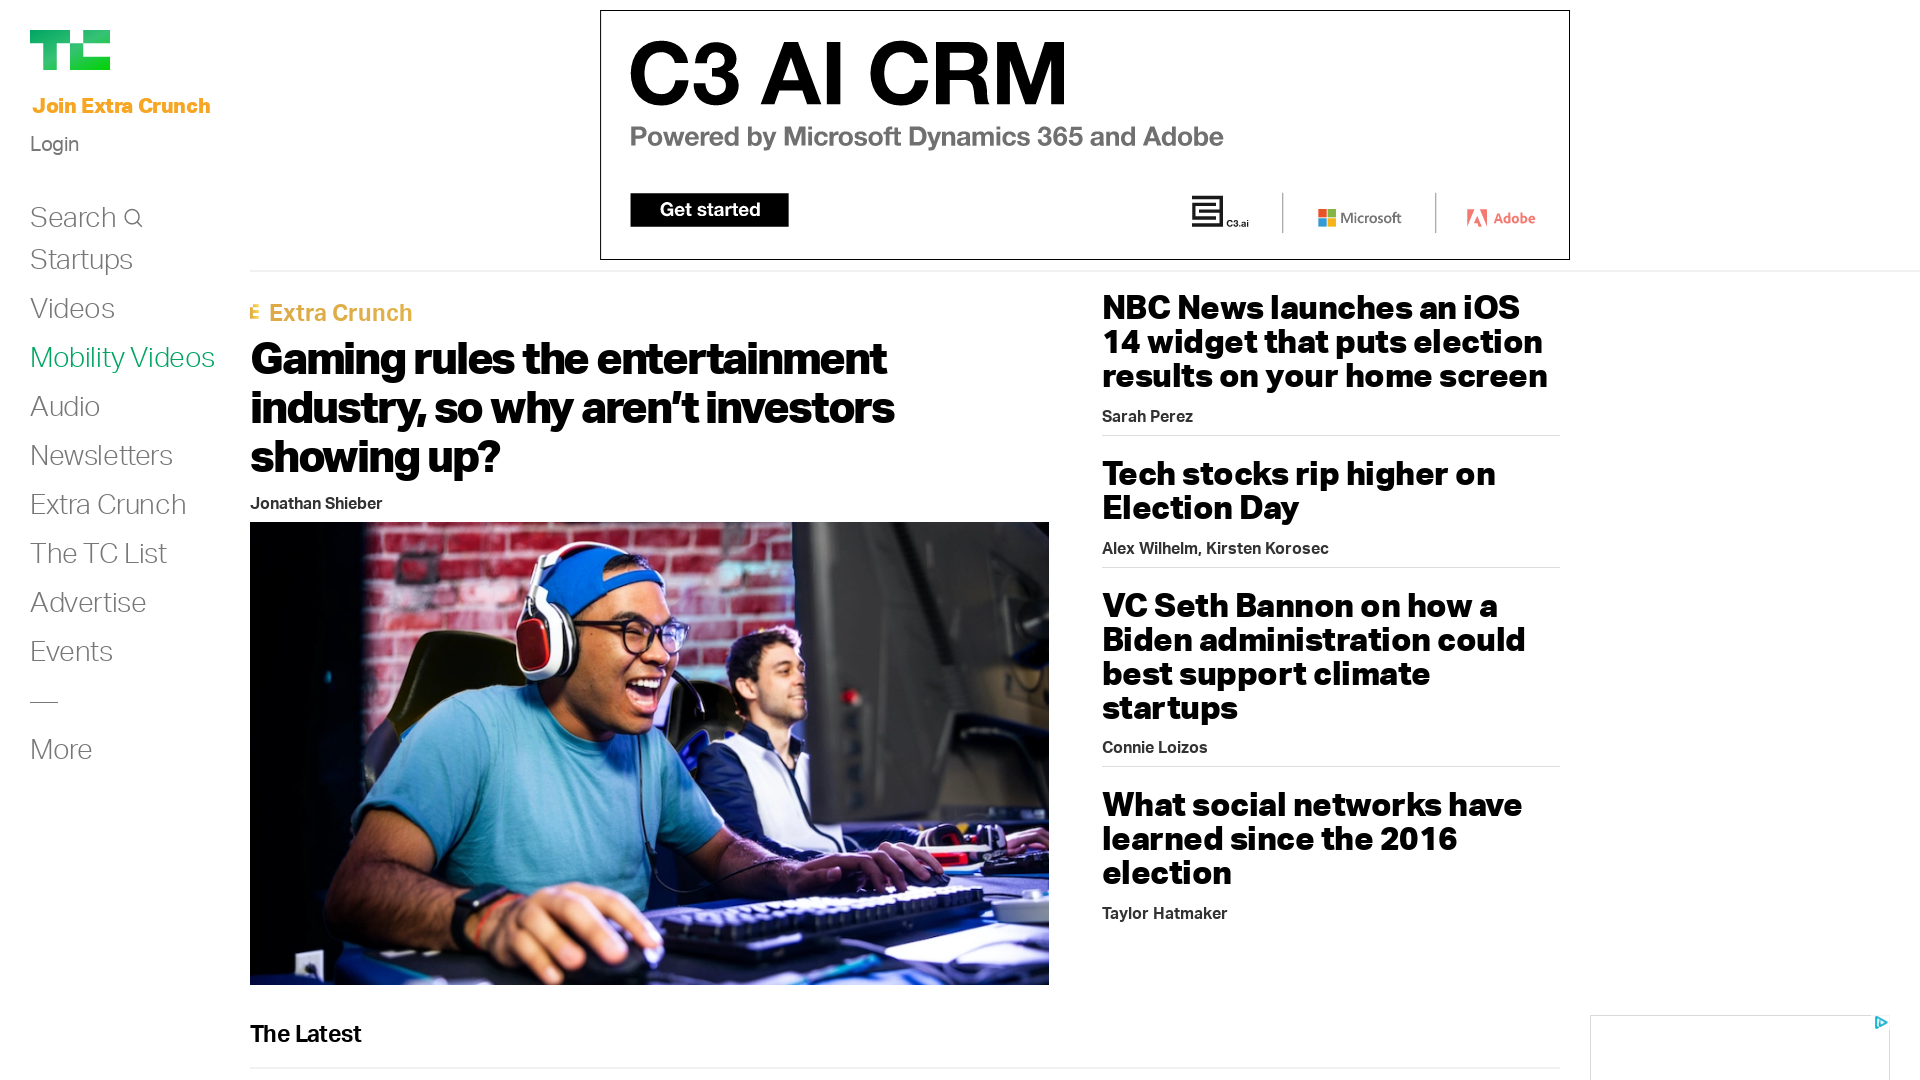 TC
Join Extra Crunch
Login
Search
Startups
Videos
Mobility Videos
Audio
Newsletters
Extra Crunch
The TC List
Advertise
Events
More
C3 AI CRM
Powered by Microsoft Dynamics 365 and Adobe
Get started
C3.ai
Microsoft
Adobe
Extra Crunch
Gaming rules the entertainment
industry, so why aren’t investors
showing up?
Jonathan Shieber
NBC News launches an iOS
14 widget that puts election
results on your home screen
Sarah Perez
Tech stocks rip higher on
Election Day
Alex Wilhelm, Kirsten Korosec
VC Seth Bannon on how a
Biden administration could
best support climate
startups
Connie Loizos
What social networks have
learned since the 2016
election
Taylor Hatmaker
The Latest